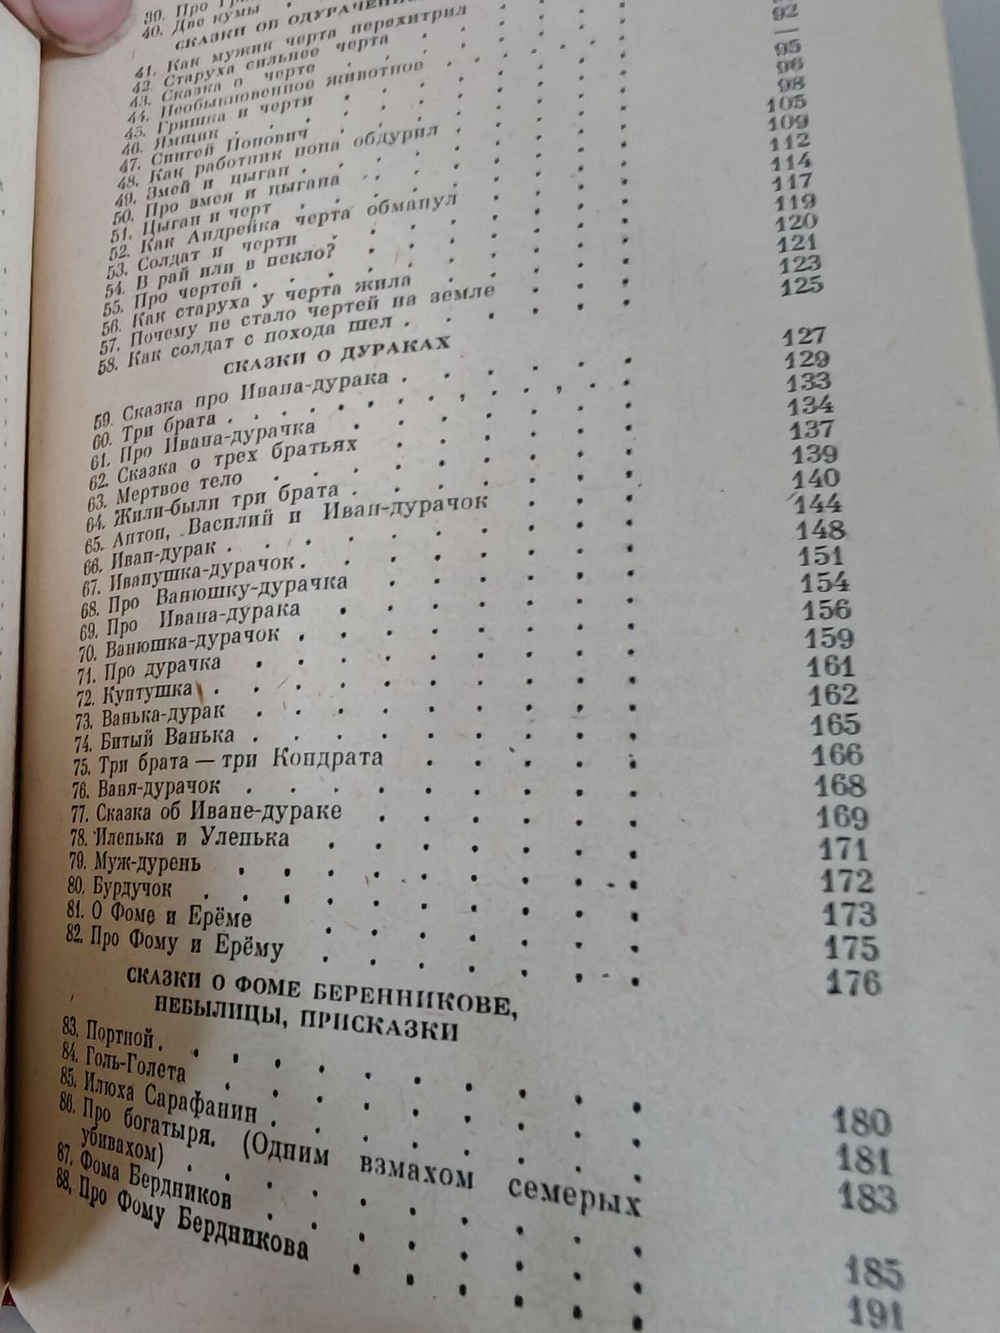 39. Про
40. Две кумы
СКАЗКИ ОБ ОДУРАЧЕН
41. Как мужик черта перехитрил
42. Старуха сильнее черта
43. Сказка о черте
44. Необыкновенное животное 92
45. Гришка и черти —
46. Ямщик 95
47. Спигей Попович 96
48. Как работник попа обдурил 98
49. Змей и цыган 105
50. Про змея и цыгана 109
51. Цыган и черт 112
52. Как Андрейка черта обманул 114
53. Солдат и черти 117
54. В рай или в пекло? 119
55. Про чертей 120
56. Как старуха у черта жила 121
57. Почему не стало чертей на земле 123
58. Как солдат с похода шел 125
СКАЗКИ О ДУРАКАХ
59. Сказка про Ивана-дурака 127
60. Три брата 129
61. Про Ивана-дурачка 133
62. Сказка о трех братьях 134
63. Мертвое тело 137
64. Жили-были три брата 139
65. Антон, Василий и Иван-дурачок 140
66. Иван-дурак 144
67. Иванушка-дурачок 148
68. Про Ванюшку-дурачка 151
69. Про Ивана-дурака 154
70. Ванюшка-дурачок 156
71. Про дурачка 159
72. Культушка 161
73. Ванька-дурак 162
74. Битый Ванька 165
75. Три брата — три Кондрата 166
76. Ваня-дурачок 168
77. Сказка об Иване-дураке 169
78. Иленька и Уленька 171
79. Муж-дурень 172
80. Бурдучок 173
81. О Фоме и Ерёме 175
82. Про Фому и Ерёму 176
СКАЗКИ О ФОМЕ БЕРЕННИКОВЕ,
НЕБЫЛИЦЫ, ПРИСКАЗКИ
83. Портной 180
84. Голь-Голета 181
85. Илюха Сарафанин 183
86. Про богатыря. (Одним взмахом семерых
убивахом) 185
87. Фома Бердников 191
88. Про Фому Бердникова